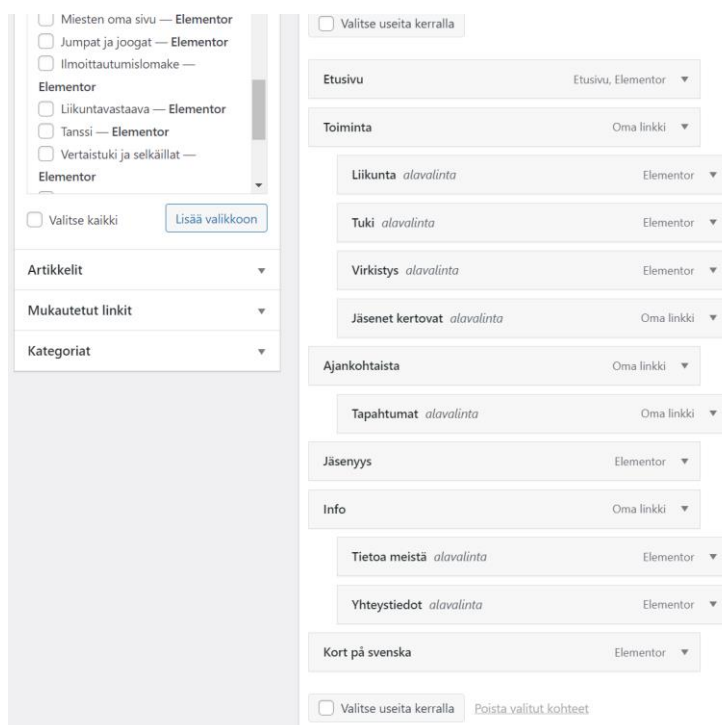 Miesten oma sivu — Elementor
Jumpat ja joogat — Elementor
Ilmoittautumislomake —
Elementor
Liikuntavastaava — Elementor
Tanssi — Elementor
Vertaistuki ja selkäillat —
Elementor
Valitse kaikki
Lisää valikkoon
Artikkelit
Mukautetut linkit
Kategoriat
Valitse useita kerralla
Etusivu Etusivu, Elementor
Toiminta Oma linkki
Liikunta alavalinta Elementor
Tuki alavalinta Elementor
Virkistys alavalinta Elementor
Jäsenet kertovat alavalinta Oma linkki
Ajankohtaista Oma linkki
Tapahtumat alavalinta Oma linkki
Jäsenyys Elementor
Info Oma linkki
Tietoa meistä alavalinta Elementor
Yhteystiedot alavalinta Elementor
Kort på svenska Elementor
Valitse useita kerralla Poista valitut kohteet